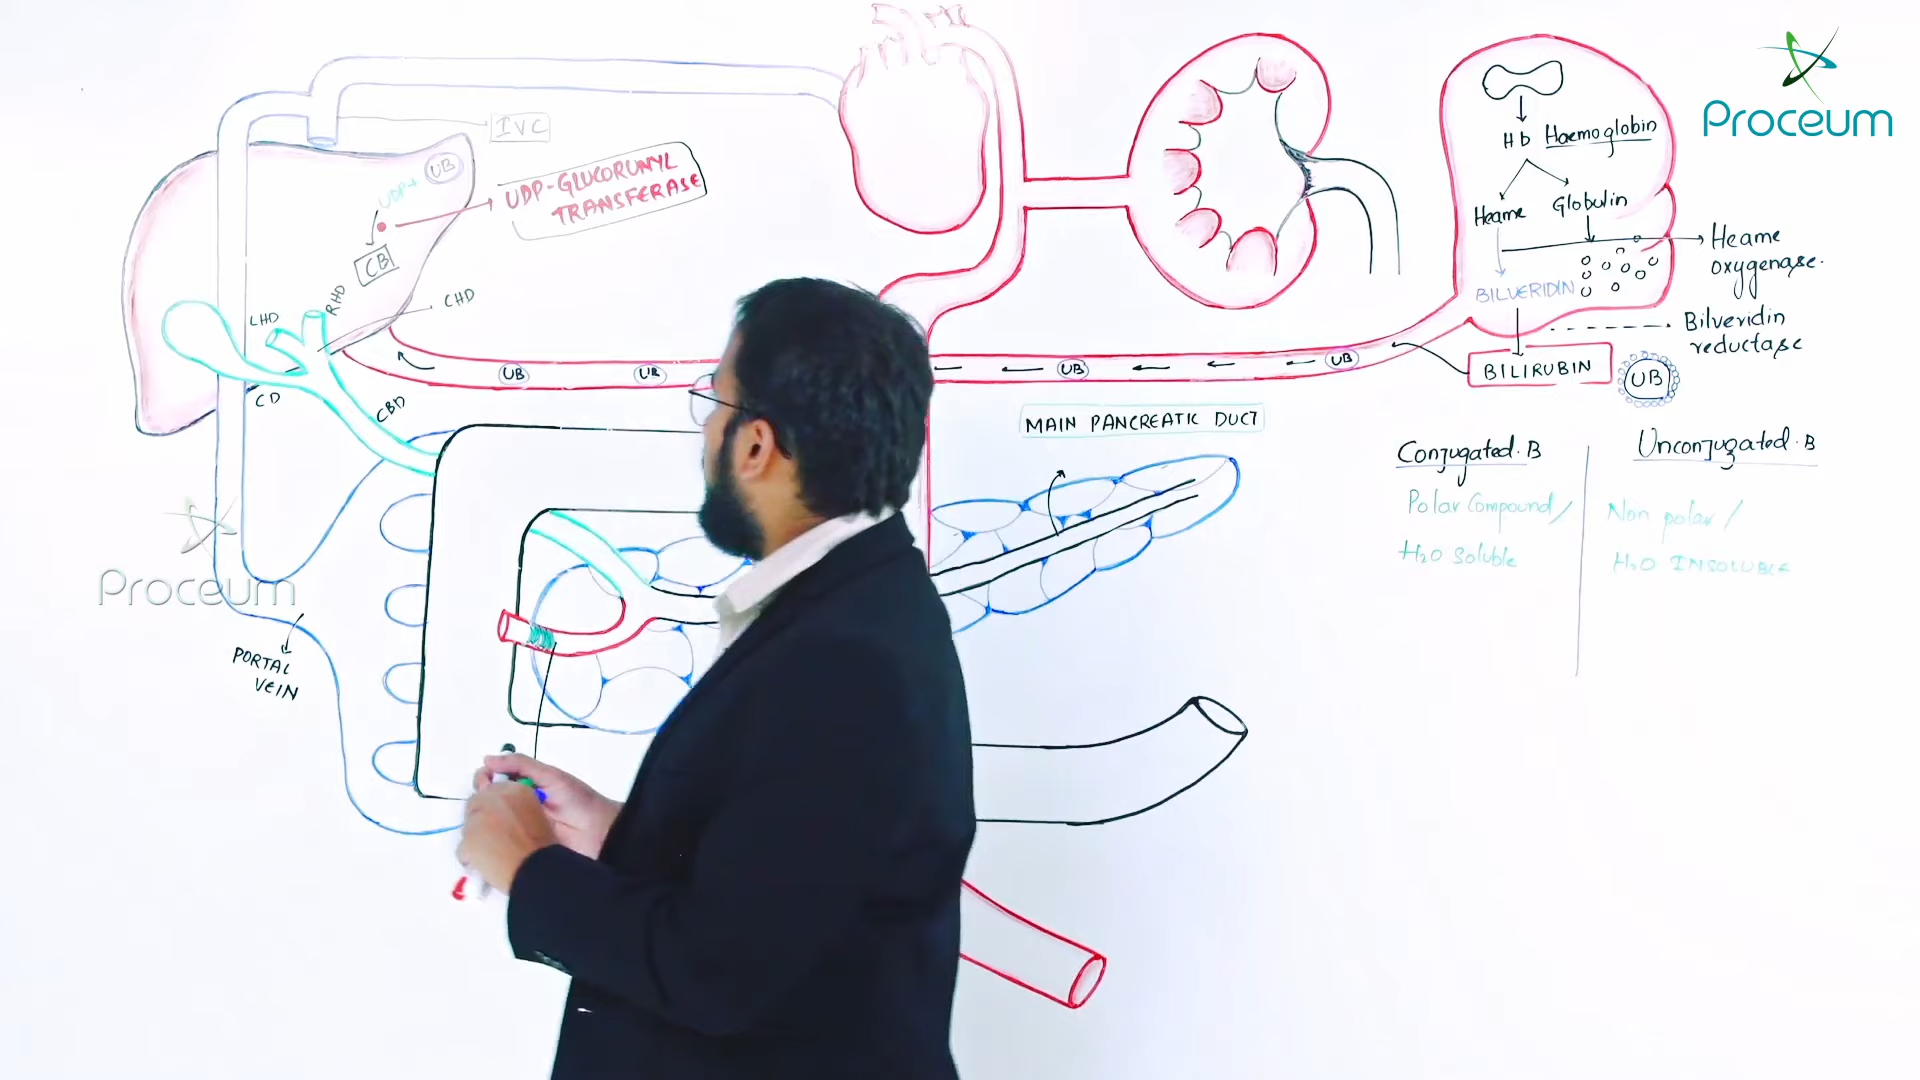 Proceum
IVC
UB
UDP+
UDP-GLUCORUNYL
TRANSFERASE
CB
Hb Haemoglobin
Heame
Globulin
Heame
oxygenase.
BILVERIDIN
Bilveridin
reductase
BILIRUBIN
UB
LHD
RHD
CHD
CD
CBD
UB
UB
UB
UB
MAIN PANCREATIC DUCT
Conjugated. B
Unconjugated. B
Polar Compound/
H2O Soluble
Non polar/
H2O INSOLUBLE
Proceum
PORTAL
VEIN